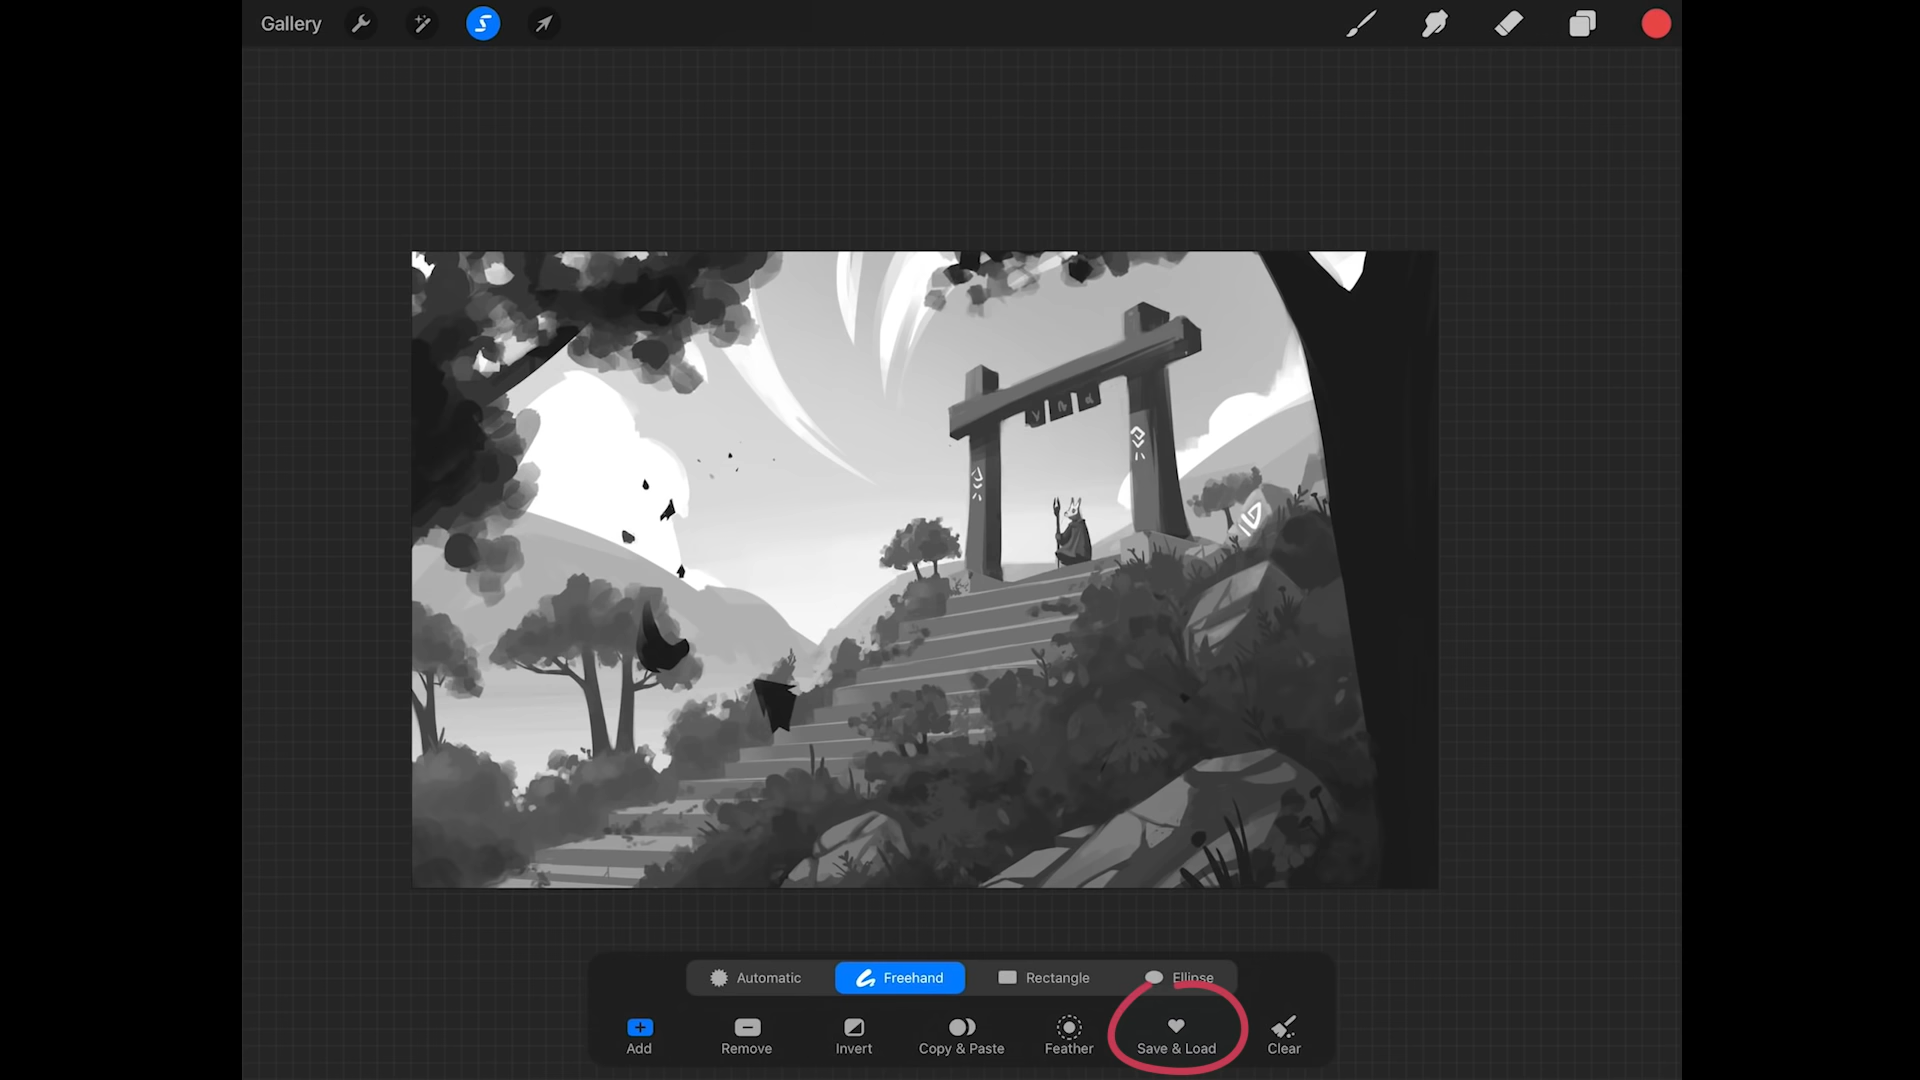 Gallery
Automatic Freehand Rectangle Ellipse
Add Remove Invert Copy & Paste Feather Save & Load Clear